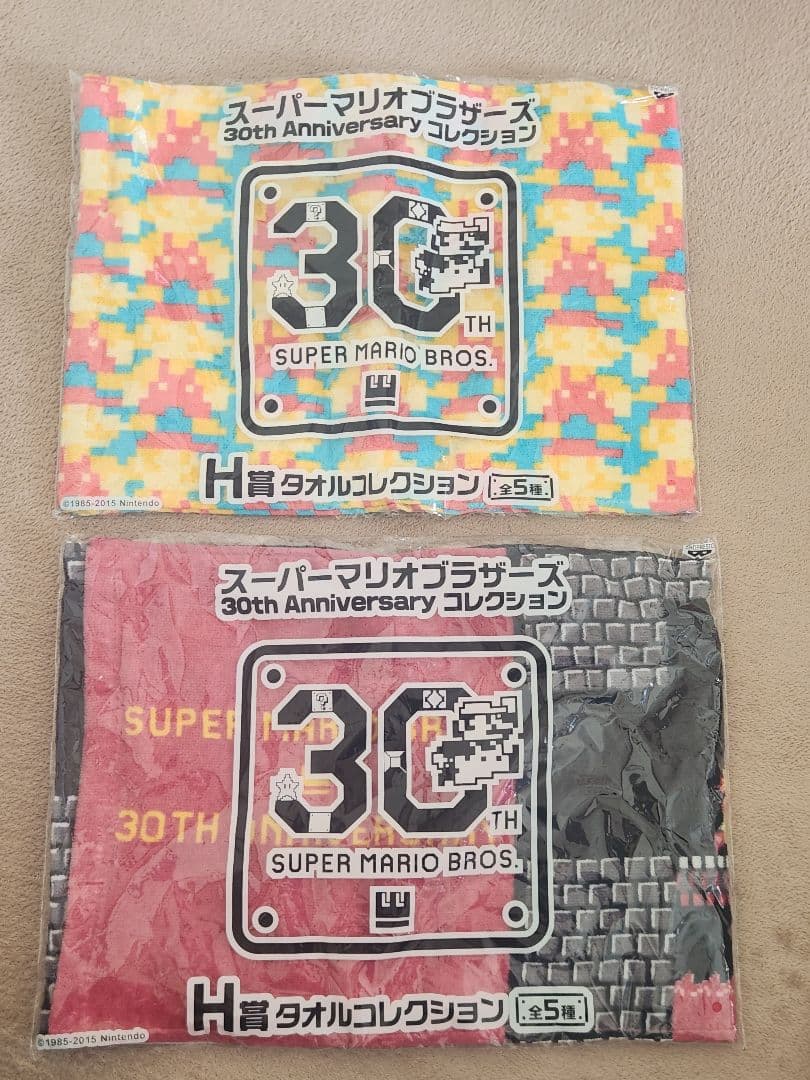 スーパーマリオブラザーズ
30th Anniversary コレクション
30
TH
SUPER MARIO BROS.
H賞 タオルコレクション 全5種
©1985-2015 Nintendo
スーパーマリオブラザーズ
30th Anniversary コレクション
SUPER
30
30TH
TH
SUPER MARIO BROS.
H賞 タオルコレクション 全5種
©1985-2015 Nintendo